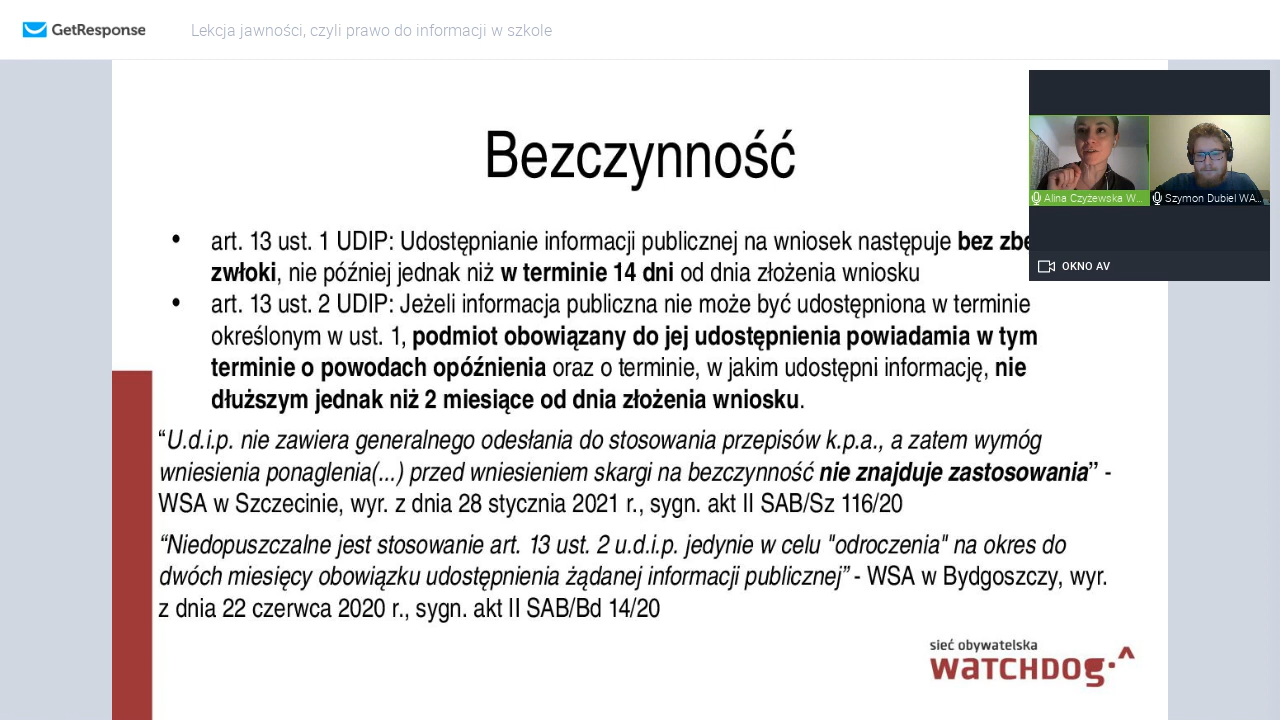 GetResponse
Lekcja jawności, czyli prawo do informacji w szkole
Bezczynność
• art. 13 ust. 1 UDIP: Udostępnianie informacji publicznej na wniosek następuje bez
zwłoki, nie później jednak niż w terminie 14 dni od dnia złożenia wniosku
• art. 13 ust. 2 UDIP: Jeżeli informacja publiczna nie może być udostępniona w terminie
określonym w ust. 1, podmiot obowiązany do jej udostępnienia powiadamia w tym
terminie o powodach opóźnienia oraz o terminie, w jakim udostępni informację, nie
dłuższym jednak niż 2 miesiące od dnia złożenia wniosku.
“U.d.i.p. nie zawiera generalnego odesłania do stosowania przepisów k.p.a., a zatem wymóg
wniesienia ponaglenia(...) przed wniesieniem skargi na bezczynność nie znajduje zastosowania” -
WSA w Szczecinie, wyr. z dnia 28 stycznia 2021 r., sygn. akt II SAB/Sz 116/20
“Niedopuszczalne jest stosowanie art. 13 ust. 2 u.d.i.p. jedynie w celu "odroczenia" na okres do
dwóch miesięcy obowiązku udostępnienia żądanej informacji publicznej” - WSA w Bydgoszczy, wyr.
z dnia 22 czerwca 2020 r., sygn. akt II SAB/Bd 14/20
Alina Czyżewska W...
Szymon Dubiel WA...
OKNO AV
sieć obywatelska
WATCHDOG